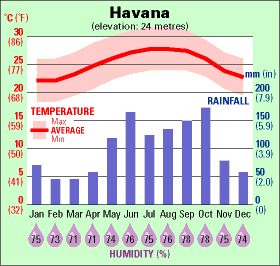 Havana
(elevation: 24 metres)
°C (°F)
30
(86)
25
(77)
20
(68)
15
(59)
10
(50)
5
(41)
0
(32)
mm (in)
200
(7.9)
150
(5.9)
100
(3.9)
50
(2.0)
0
(0)
TEMPERATURE
Max
AVERAGE
Min
RAINFALL
Jan Feb Mar Apr May Jun Jul Aug Sep Oct Nov Dec
75 73 71 71 74 76 75 76 78 78 75 74
HUMIDITY (%)